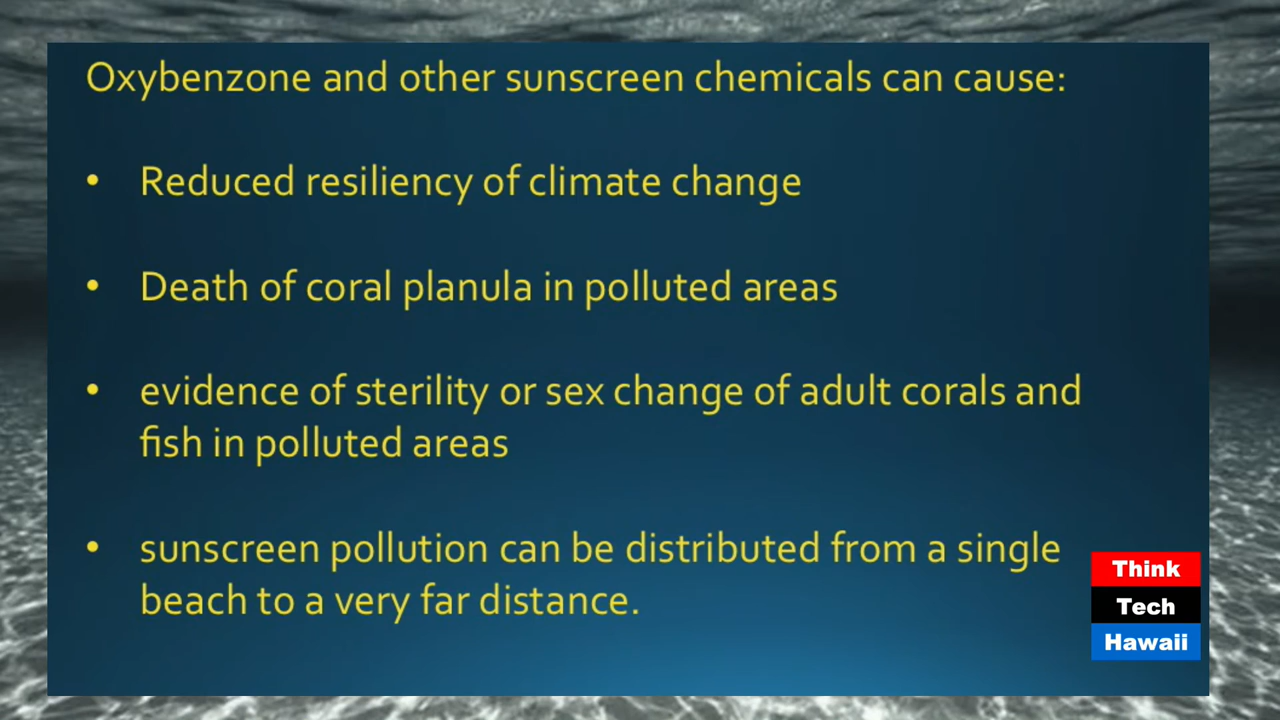 Oxybenzone and other sunscreen chemicals can cause:
• Reduced resiliency of climate change
• Death of coral planula in polluted areas
• evidence of sterility or sex change of adult corals and
fish in polluted areas
• sunscreen pollution can be distributed from a single
beach to a very far distance.
Think
Tech
Hawaii